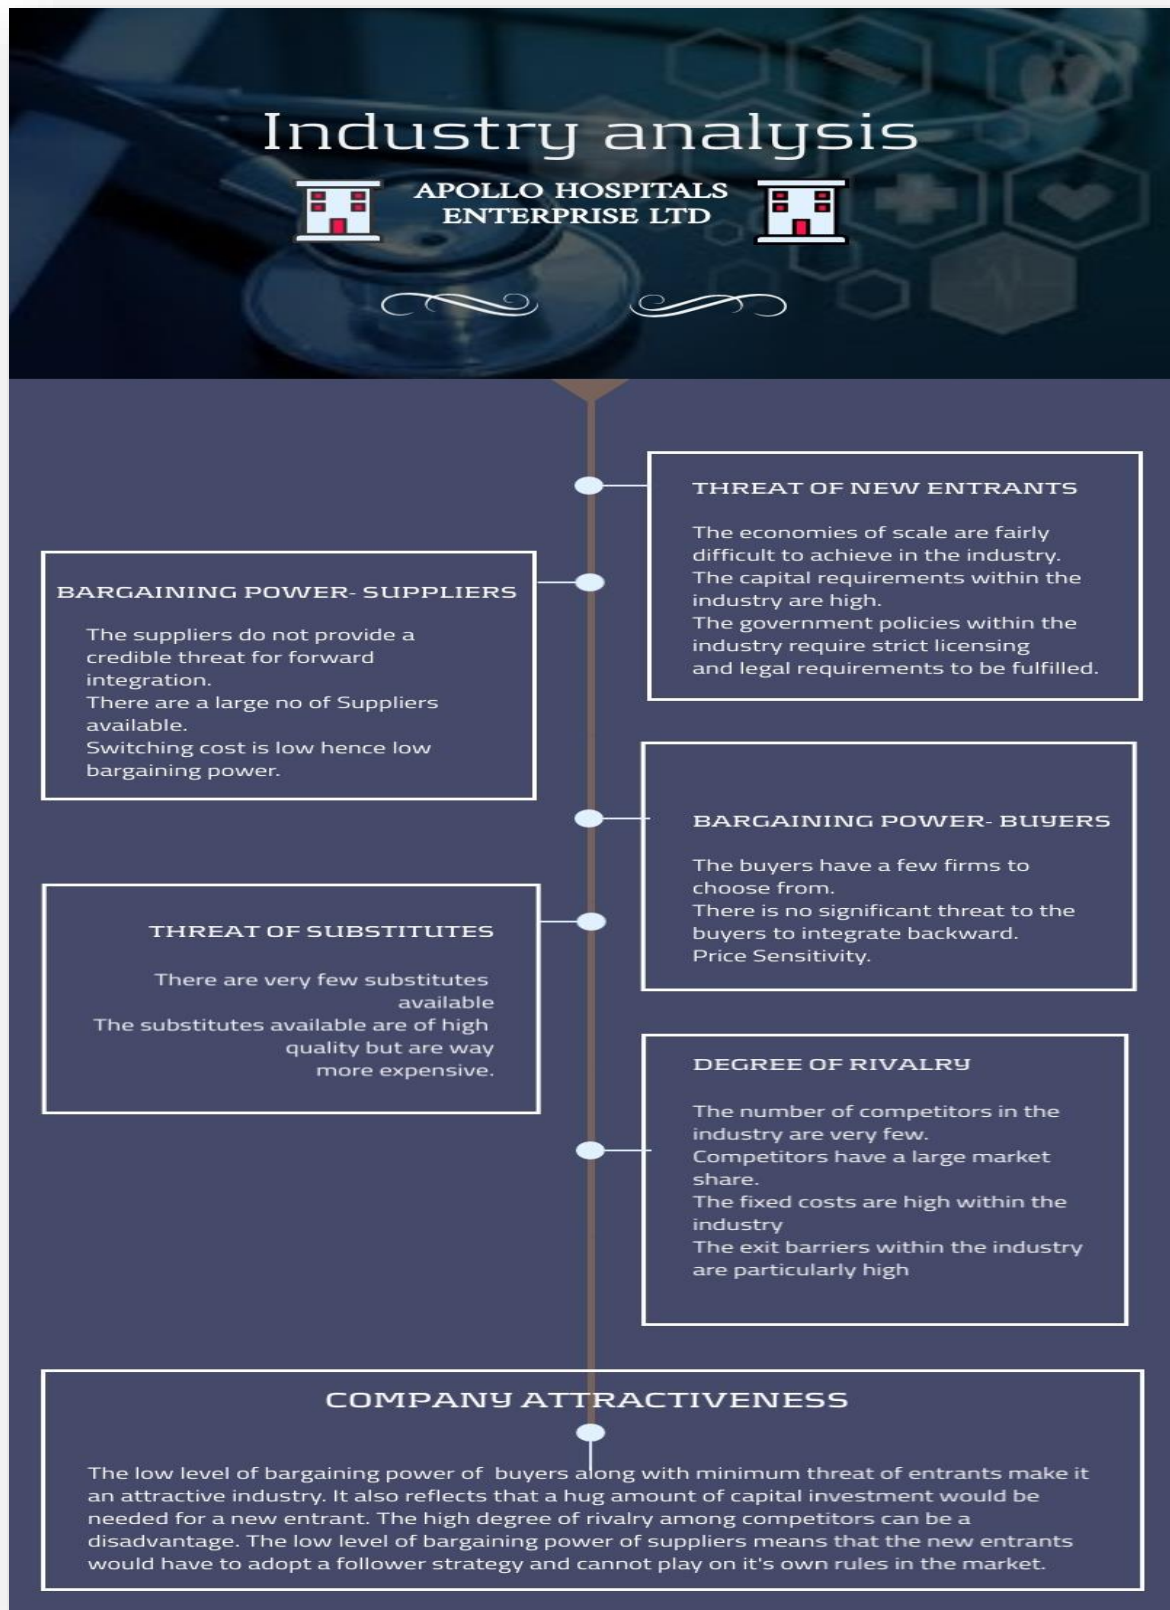 Industry analysis
APOLLO HOSPITALS
ENTERPRISE LTD
THREAT OF NEW ENTRANTS
The economies of scale are fairly
difficult to achieve in the industry.
The capital requirements within the
industry are high.
The government policies within the
industry require strict licensing
and legal requirements to be fulfilled.
BARGAINING POWER- SUPPLIERS
The suppliers do not provide a
credible threat for forward
integration.
There are a large no of Suppliers
available.
Switching cost is low hence low
bargaining power.
BARGAINING POWER- BUYERS
The buyers have a few firms to
choose from.
There is no significant threat to the
buyers to integrate backward.
Price Sensitivity.
THREAT OF SUBSTITUTES
There are very few substitutes
available
The substitutes available are of high
quality but are way
more expensive.
DEGREE OF RIVALRY
The number of competitors in the
industry are very few.
Competitors have a large market
share.
The fixed costs are high within the
industry
The exit barriers within the industry
are particularly high
COMPANY ATTRACTIVENESS
The low level of bargaining power of  buyers along with minimum threat of entrants make it
an attractive industry. It also reflects that a hug amount of capital investment would be
needed for a new entrant. The high degree of rivalry among competitors can be a
disadvantage. The low level of bargaining power of suppliers means that the new entrants
would have to adopt a follower strategy and cannot play on it's own rules in the market.